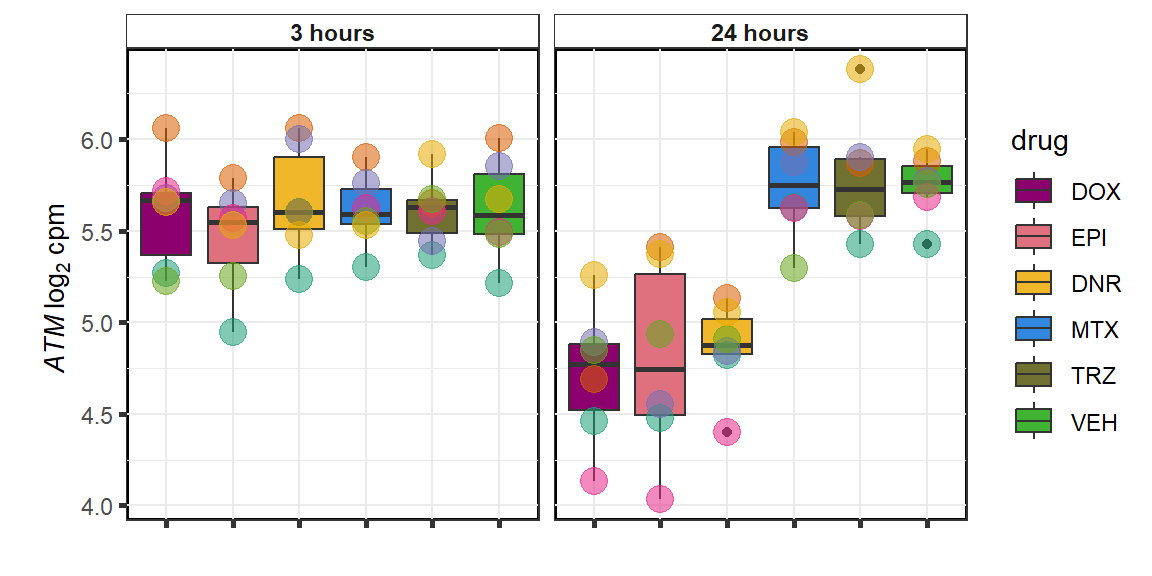 3 hours
24 hours
6.0
5.5
5.0
4.5
4.0
ATM log₂ cpm
drug
DOX
EPI
DNR
MTX
TRZ
VEH